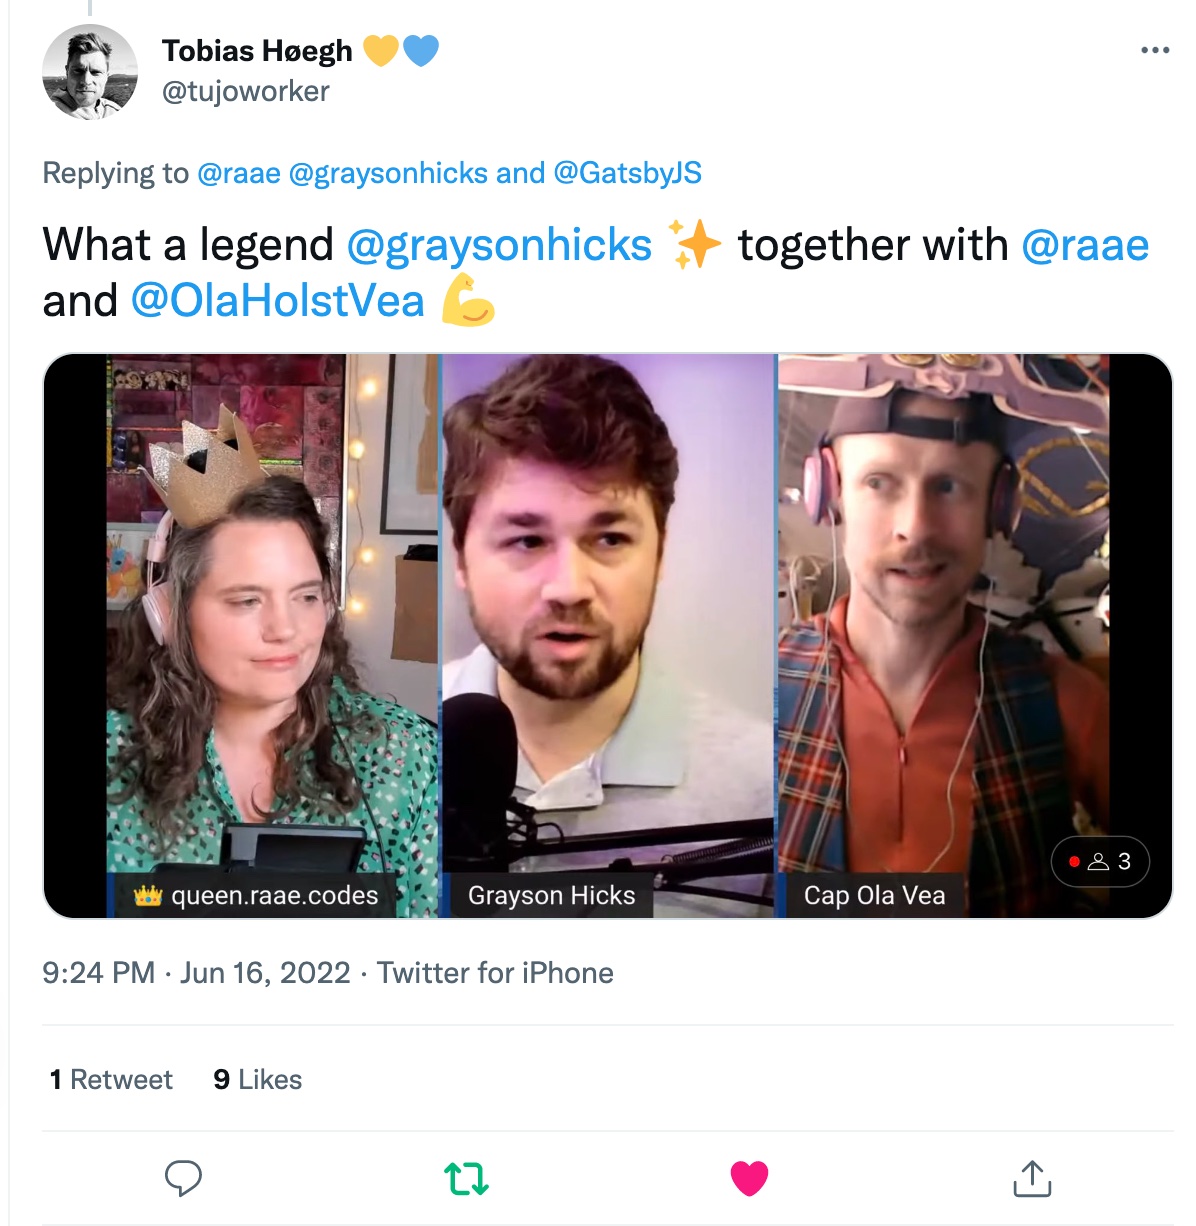 Tobias Høegh 💛💙
@tujoworker
Replying to @raae @graysonhicks and @GatsbyJS
What a legend @graysonhicks ✨ together with @raae
and @OlaHolstVea 💪
👑 queen.raae.codes
Grayson Hicks
Cap Ola Vea
3
9:24 PM · Jun 16, 2022 · Twitter for iPhone
1 Retweet 9 Likes